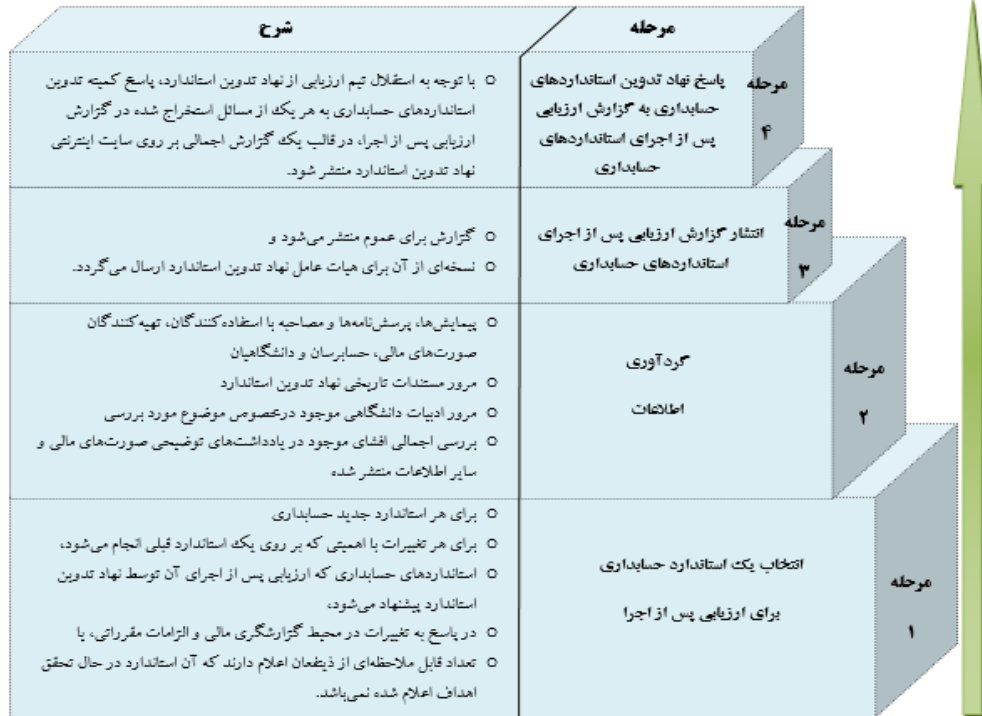 مرحله
شرح
مرحله
۴
پاسخ نهاد تدوین استانداردهای
حسابداری به گزارش ارزیابی
پس از اجرای استانداردهای
حسابداری
با توجه به استقلال تیم ارزیابی از نهاد تدوین استاندارد، پاسخ کمیته تدوین
استانداردهای حسابداری به هر یک از مسائل استخراج شده در گزارش
ارزیابی پس از اجرا، در قالب یک گزارش اجمالی بر روی سایت اینترنتی
نهاد تدوین استاندارد منتشر شود.
مرحله
۳
انتشار گزارش ارزیابی پس از اجرای
استانداردهای حسابداری
گزارش برای عموم منتشر می‌شود و
نسخه‌ای از آن برای هیات عامل نهاد تدوین استاندارد ارسال می‌گردد.
مرحله
۲
گردآوری
اطلاعات
پیمایش‌ها، پرسش‌نامه‌ها و مصاحبه با استفاده‌کنندگان، تهیه‌کنندگان
صورت‌های مالی، حسابرسان و دانشگاهیان
مرور مستندات تاریخی نهاد تدوین استاندارد
مرور ادبیات دانشگاهی موجود درخصوص موضوع مورد بررسی
بررسی اجمالی افشای موجود در یادداشت‌های توضیحی صورت‌های مالی و
سایر اطلاعات منتشر شده
مرحله
۱
انتخاب یک استاندارد حسابداری
برای ارزیابی پس از اجرا
برای هر استاندارد جدید حسابداری
برای هر تغییرات با اهمیتی که بر روی یک استاندارد قبلی انجام می‌شود،
استانداردهای حسابداری که ارزیابی پس از اجرای آن توسط نهاد تدوین
استاندارد پیشنهاد می‌شود،
در پاسخ به تغییرات در محیط گزارشگری مالی و الزامات مقرراتی، یا
تعداد قابل ملاحظه‌ای از ذینفعان اعلام دارند که آن استاندارد در حال تحقق
اهداف اعلام شده نمی‌باشد.